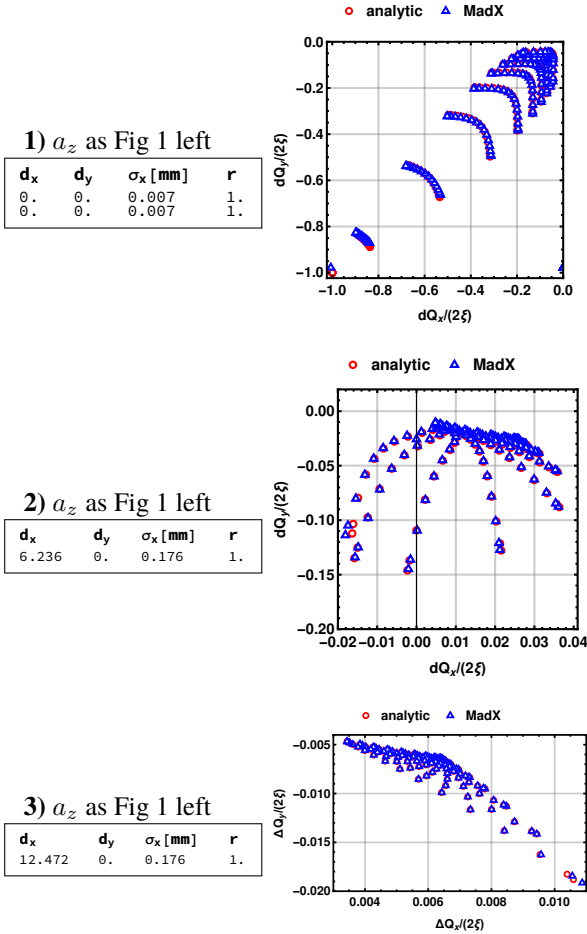 analytic MadX
0.0
−0.2
−0.4
−0.6
−0.8
−1.0
dQy/(2ξ)
−1.0 −0.8 −0.6 −0.4 −0.2 0.0
dQx/(2ξ)
1) az as Fig 1 left
dx dy σx[mm] r
0. 0. 0.007 1.
0. 0. 0.007 1.
analytic MadX
0.00
−0.05
−0.10
−0.15
−0.20
dQy/(2ξ)
−0.02 −0.01 0.00 0.01 0.02 0.03 0.04
dQx/(2ξ)
2) az as Fig 1 left
dx dy σx[mm] r
6.236 0. 0.176 1.
analytic MadX
−0.005
−0.010
−0.015
−0.020
ΔQy/(2ξ)
0.004 0.006 0.008 0.010
ΔQx/(2ξ)
3) az as Fig 1 left
dx dy σx[mm] r
12.472 0. 0.176 1.